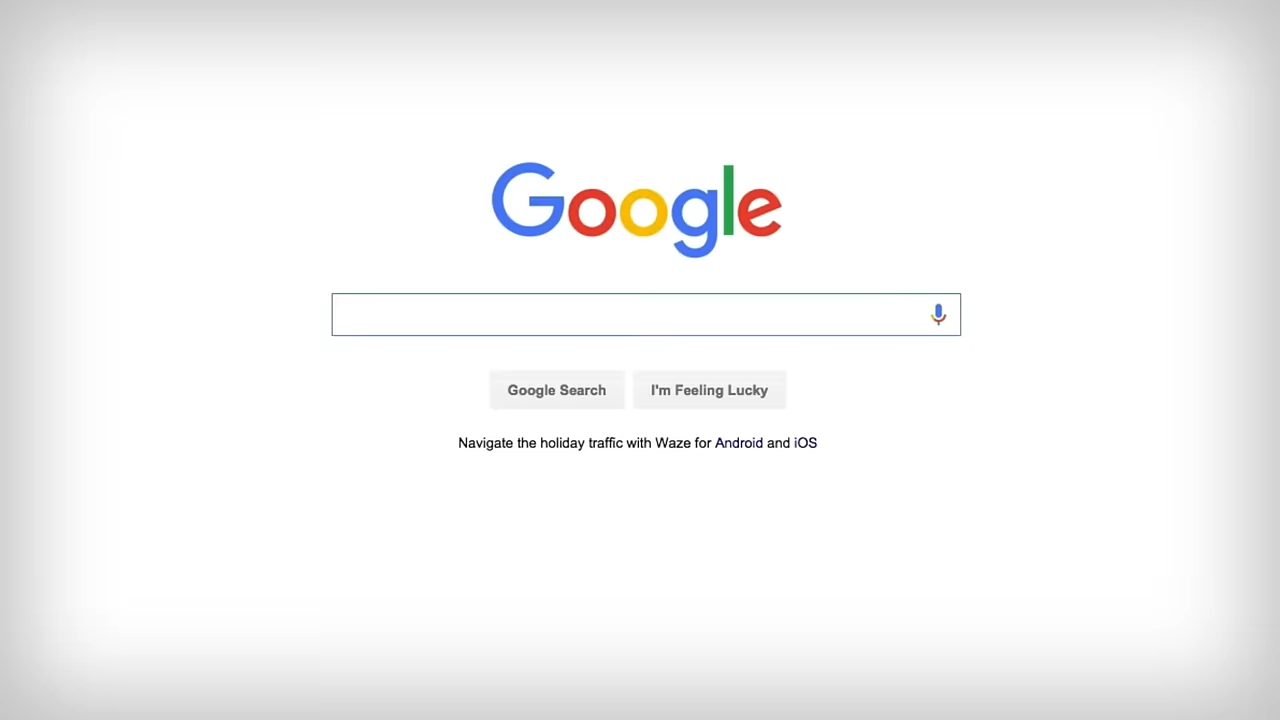 Google
Google Search
I'm Feeling Lucky
Navigate the holiday traffic with Waze for Android and iOS